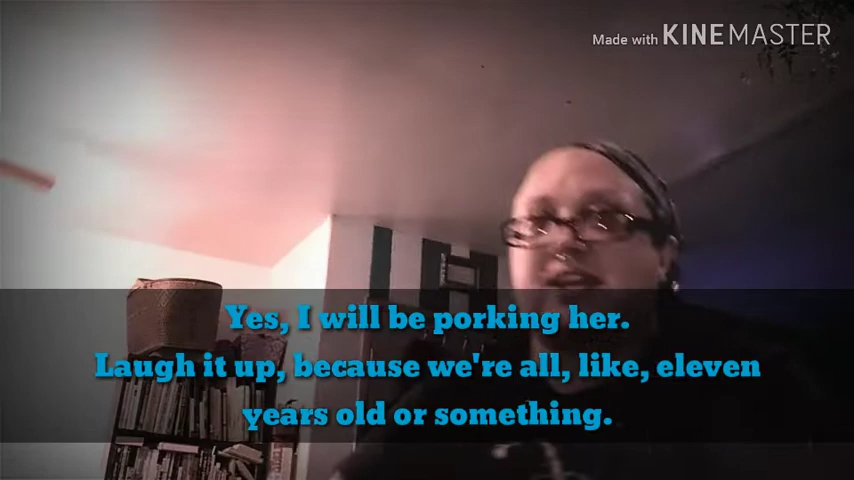 Made with KINEMASTER
Yes, I will be porking her.
Laugh it up, because we're all, like, eleven
years old or something.